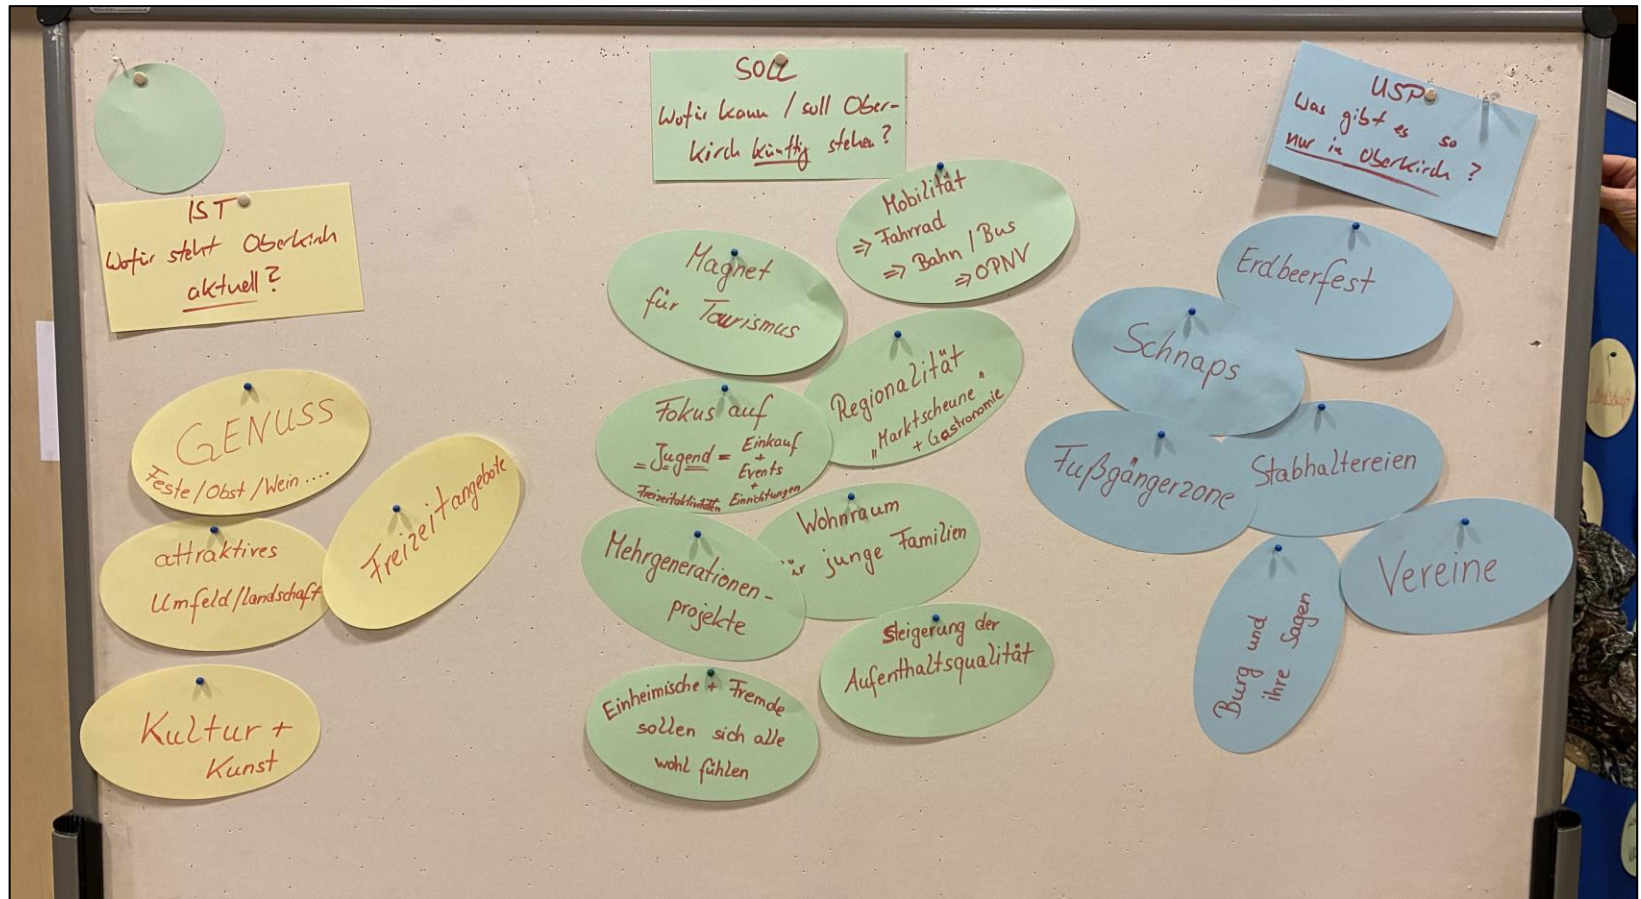 IST
Wofür steht Oberkirch
aktuell?
GENUSS
Feste/Obst/Wein ....
attraktives
Umfeld/landschaft
Freizeitangebote
Kultur +
Kunst
SOLL
Wofür kann / soll Ober-
kirch künftig stehen?
Mobilität
⇒ Fahrrad
⇒ Bahn / Bus
⇒ ÖPNV
Magnet
für Tourismus
Regionalität
„Marktscheune"
+ Gastronomie
Fokus auf
= Jugend = Einkauf
+
Events
+
Freizeitaktivitäten Einrichtungen
Wohnraum
für junge Familien
Mehrgenerationen-
projekte
Steigerung der
Aufenthaltsqualität
Einheimische + Fremde
sollen sich alle
wohl fühlen
USP
Was gibt es so
nur in Oberkirch?
Erdbeerfest
Schnaps
Fußgängerzone
Stabhaltereien
Vereine
Burg und
ihre Sagen
Landschaft